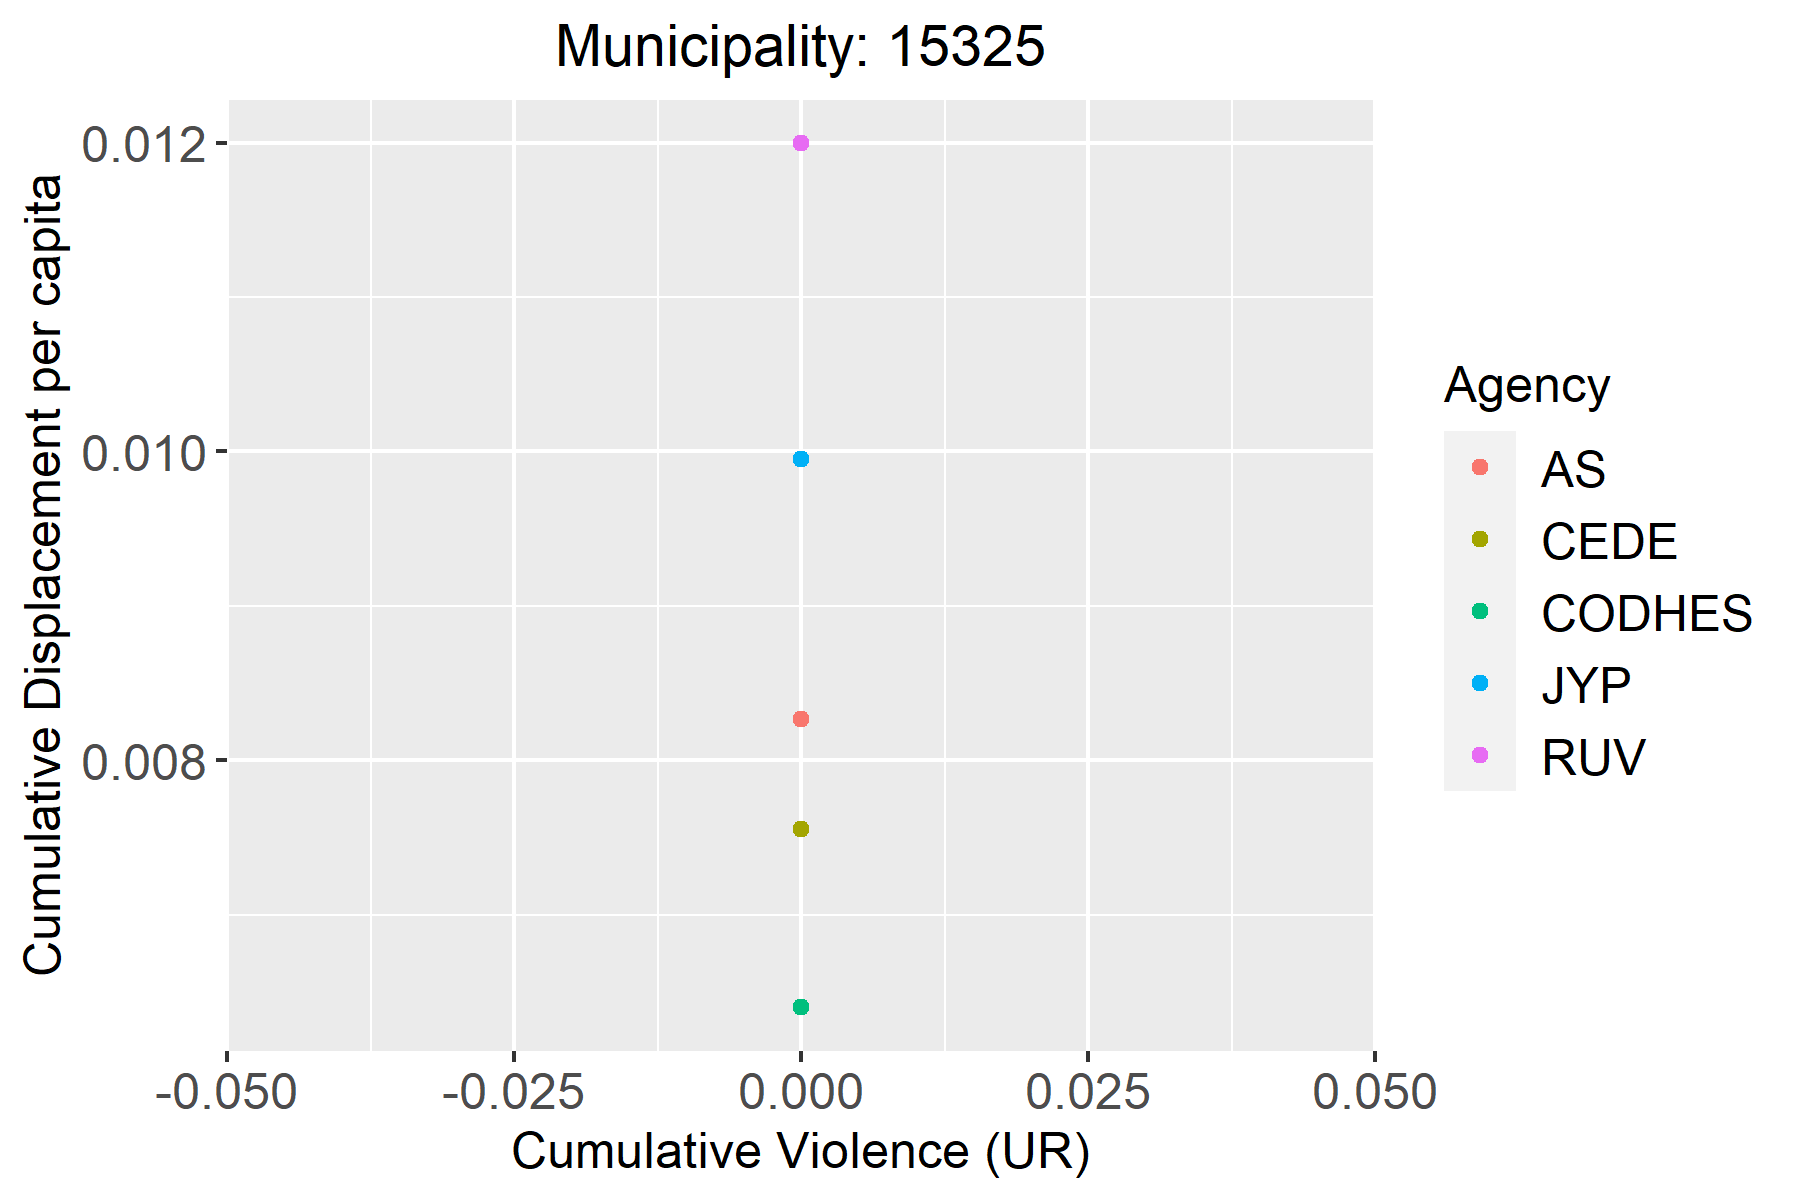 Municipality: 15325
Cumulative Displacement per capita
0.012
0.010
0.008
-0.050
-0.025
0.000
0.025
0.050
Cumulative Violence (UR)
Agency
AS
CEDE
CODHES
JYP
RUV